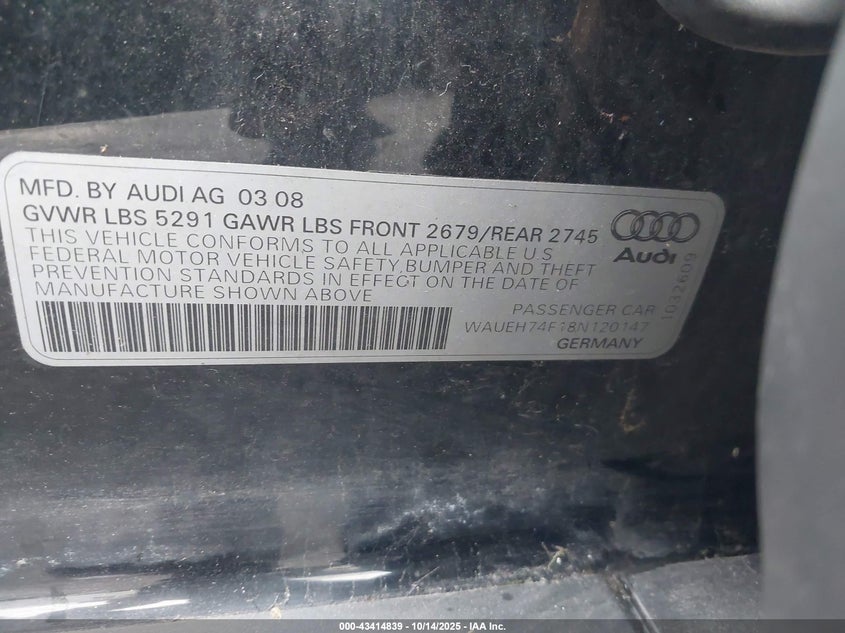 MFD. BY AUDI AG 03 08
GVWR LBS 5291 GAWR LBS FRONT 2679/REAR 2745
THIS VEHICLE CONFORMS TO ALL APPLICABLE U S
FEDERAL MOTOR VEHICLE SAFETY, BUMPER AND THEFT
PREVENTION STANDARDS IN EFFECT ON THE DATE OF
MANUFACTURE SHOWN ABOVE
Audi
PASSENGER CAR
WAUEH74F18N120147
GERMANY
1032609
000-43414839 - 10/14/2025 - IAA Inc.